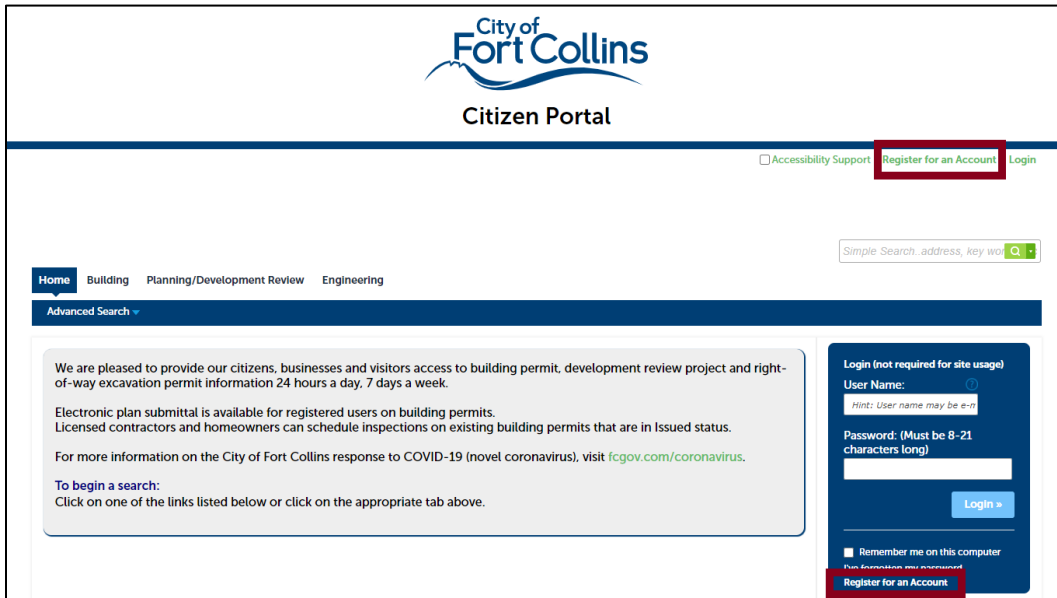 City of
Fort Collins
Citizen Portal
Accessibility Support Register for an Account Login
Simple Search..address, key wor
Home Building Planning/Development Review Engineering
Advanced Search
We are pleased to provide our citizens, businesses and visitors access to building permit, development review project and right-
of-way excavation permit information 24 hours a day, 7 days a week.
Electronic plan submittal is available for registered users on building permits.
Licensed contractors and homeowners can schedule inspections on existing building permits that are in Issued status.
For more information on the City of Fort Collins response to COVID-19 (novel coronavirus), visit fcgov.com/coronavirus.
To begin a search:
Click on one of the links listed below or click on the appropriate tab above.
Login (not required for site usage)
User Name:
Hint: User name may be e-m
Password: (Must be 8-21
characters long)
Login »
Remember me on this computer
I've forgotten my password
Register for an Account